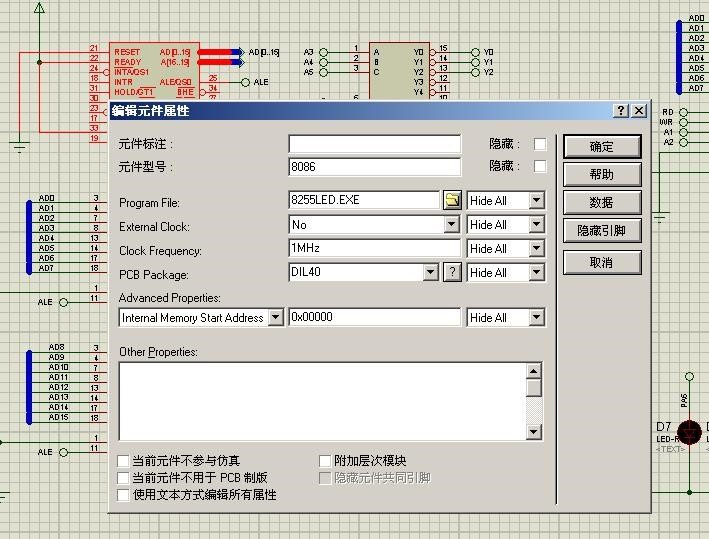 21 RESET AD[0..15] AD[0..15]
22 READY A[16..19]
24 INTA/QS1
18 INTR ALE/QS0 25 ALE
31 HOLD/GT1 BHE 34
30
23
17
33
19
A3 1 A Y0 15 Y0
A4 2 B Y1 14 Y1
A5 3 C Y2 13 Y2
Y3 12
Y4 11
AD0
AD1
AD2
AD3
AD4
AD5
AD6
AD7
RD
WR
A1
A2
编辑元件属性
元件标注: 隐藏:
元件型号: 8086 隐藏:
Program File: 8255LED.EXE Hide All
External Clock: No Hide All
Clock Frequency: 1MHz Hide All
PCB Package: DIL40 ? Hide All
Advanced Properties:
Internal Memory Start Address 0x00000 Hide All
Other Properties:
当前元件不参与仿真 附加层次模块
当前元件不用于 PCB 制版 隐藏元件共同引脚
使用文本方式编辑所有属性
确定
帮助
数据
隐藏引脚
取消
AD0 3
AD1 4
AD2 7
AD3 8
AD4 13
AD5 14
AD6 17
AD7 18
1
ALE 11
AD8 3
AD9 4
AD10 7
AD11 8
AD12 13
AD13 14
AD14 17
AD15 18
1
ALE 11
PA6
D7
LED-R
<TEXT>